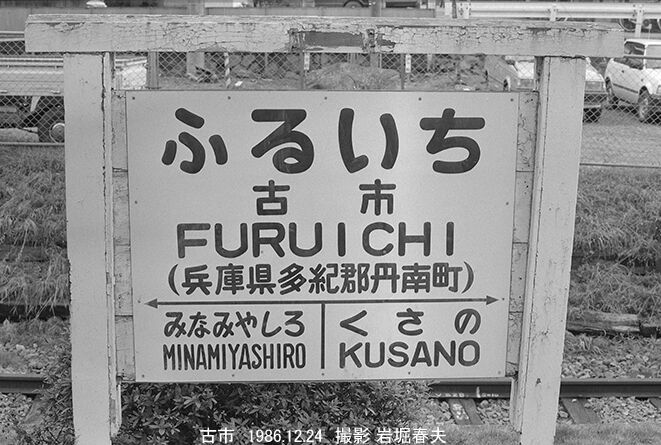 ふるいち
古市
FURUICHI
(兵庫県多紀郡丹南町)
みなみやしろ
MINAMIYASHIRO
くさの
KUSANO
古市 1986.12.24 撮影 岩堀春夫